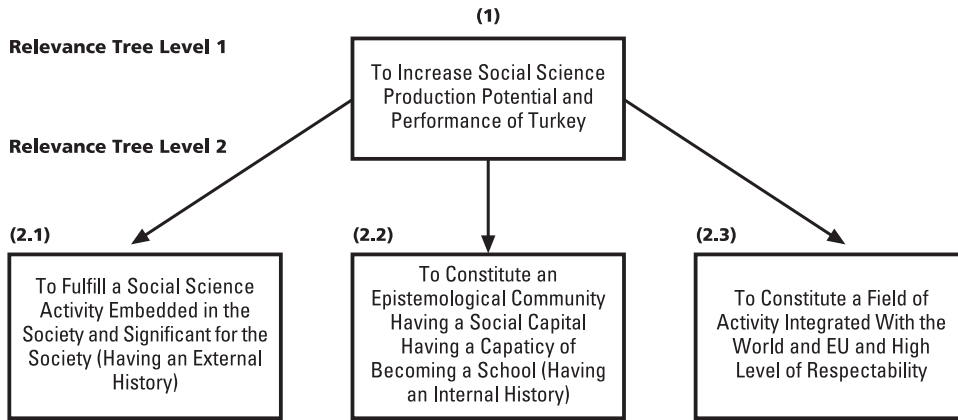 (1)
Relevance Tree Level 1
To Increase Social Science
Production Potential and
Performance of Turkey
Relevance Tree Level 2
(2.1)
To Fulfill a Social Science
Activity Embedded in the
Society and Significant for the
Society (Having an External
History)
(2.2)
To Constitute an
Epistemological Community
Having a Social Capital
Having a Capaticy of
Becoming a School (Having
an Internal History)
(2.3)
To Constitute a Field of
Activity Integrated With the
World and EU and High
Level of Respectability